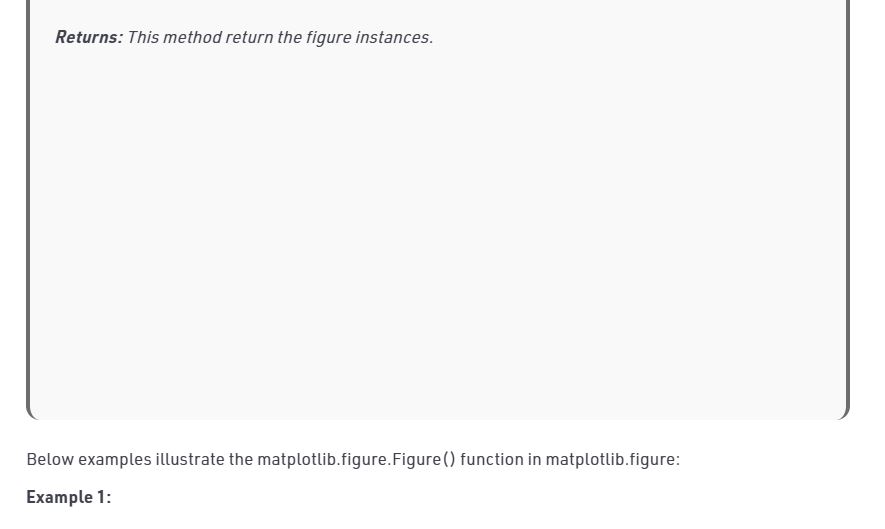 Returns: This method return the figure instances.
Below examples illustrate the matplotlib.figure.Figure() function in matplotlib.figure:
Example 1: